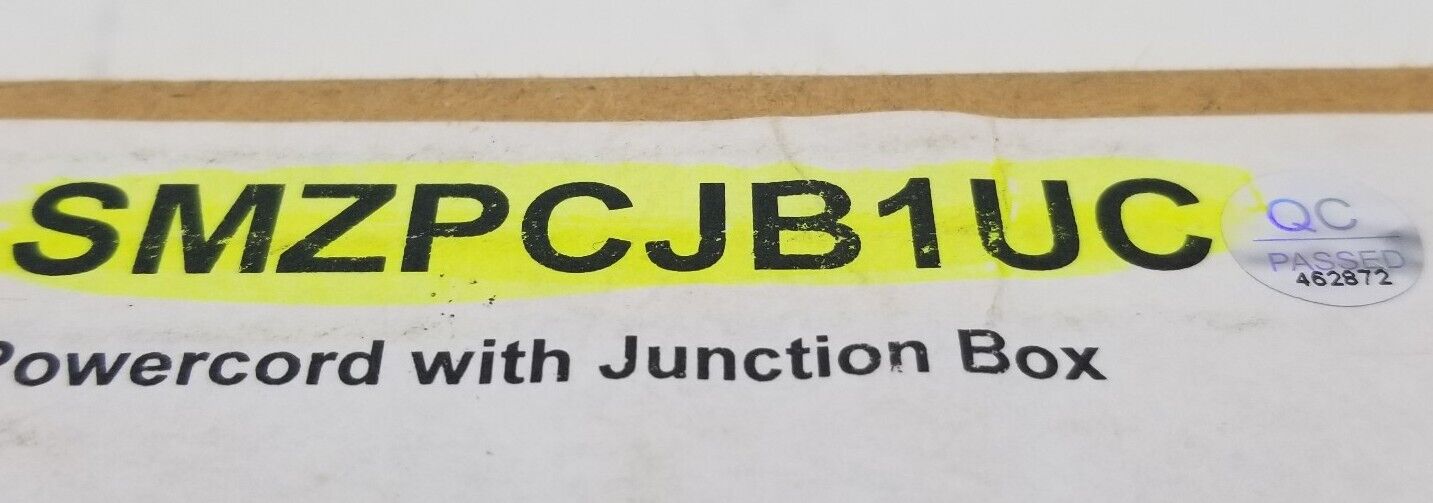 SMZPCJB1UC
QC
PASSED
462872
Powercord with Junction Box